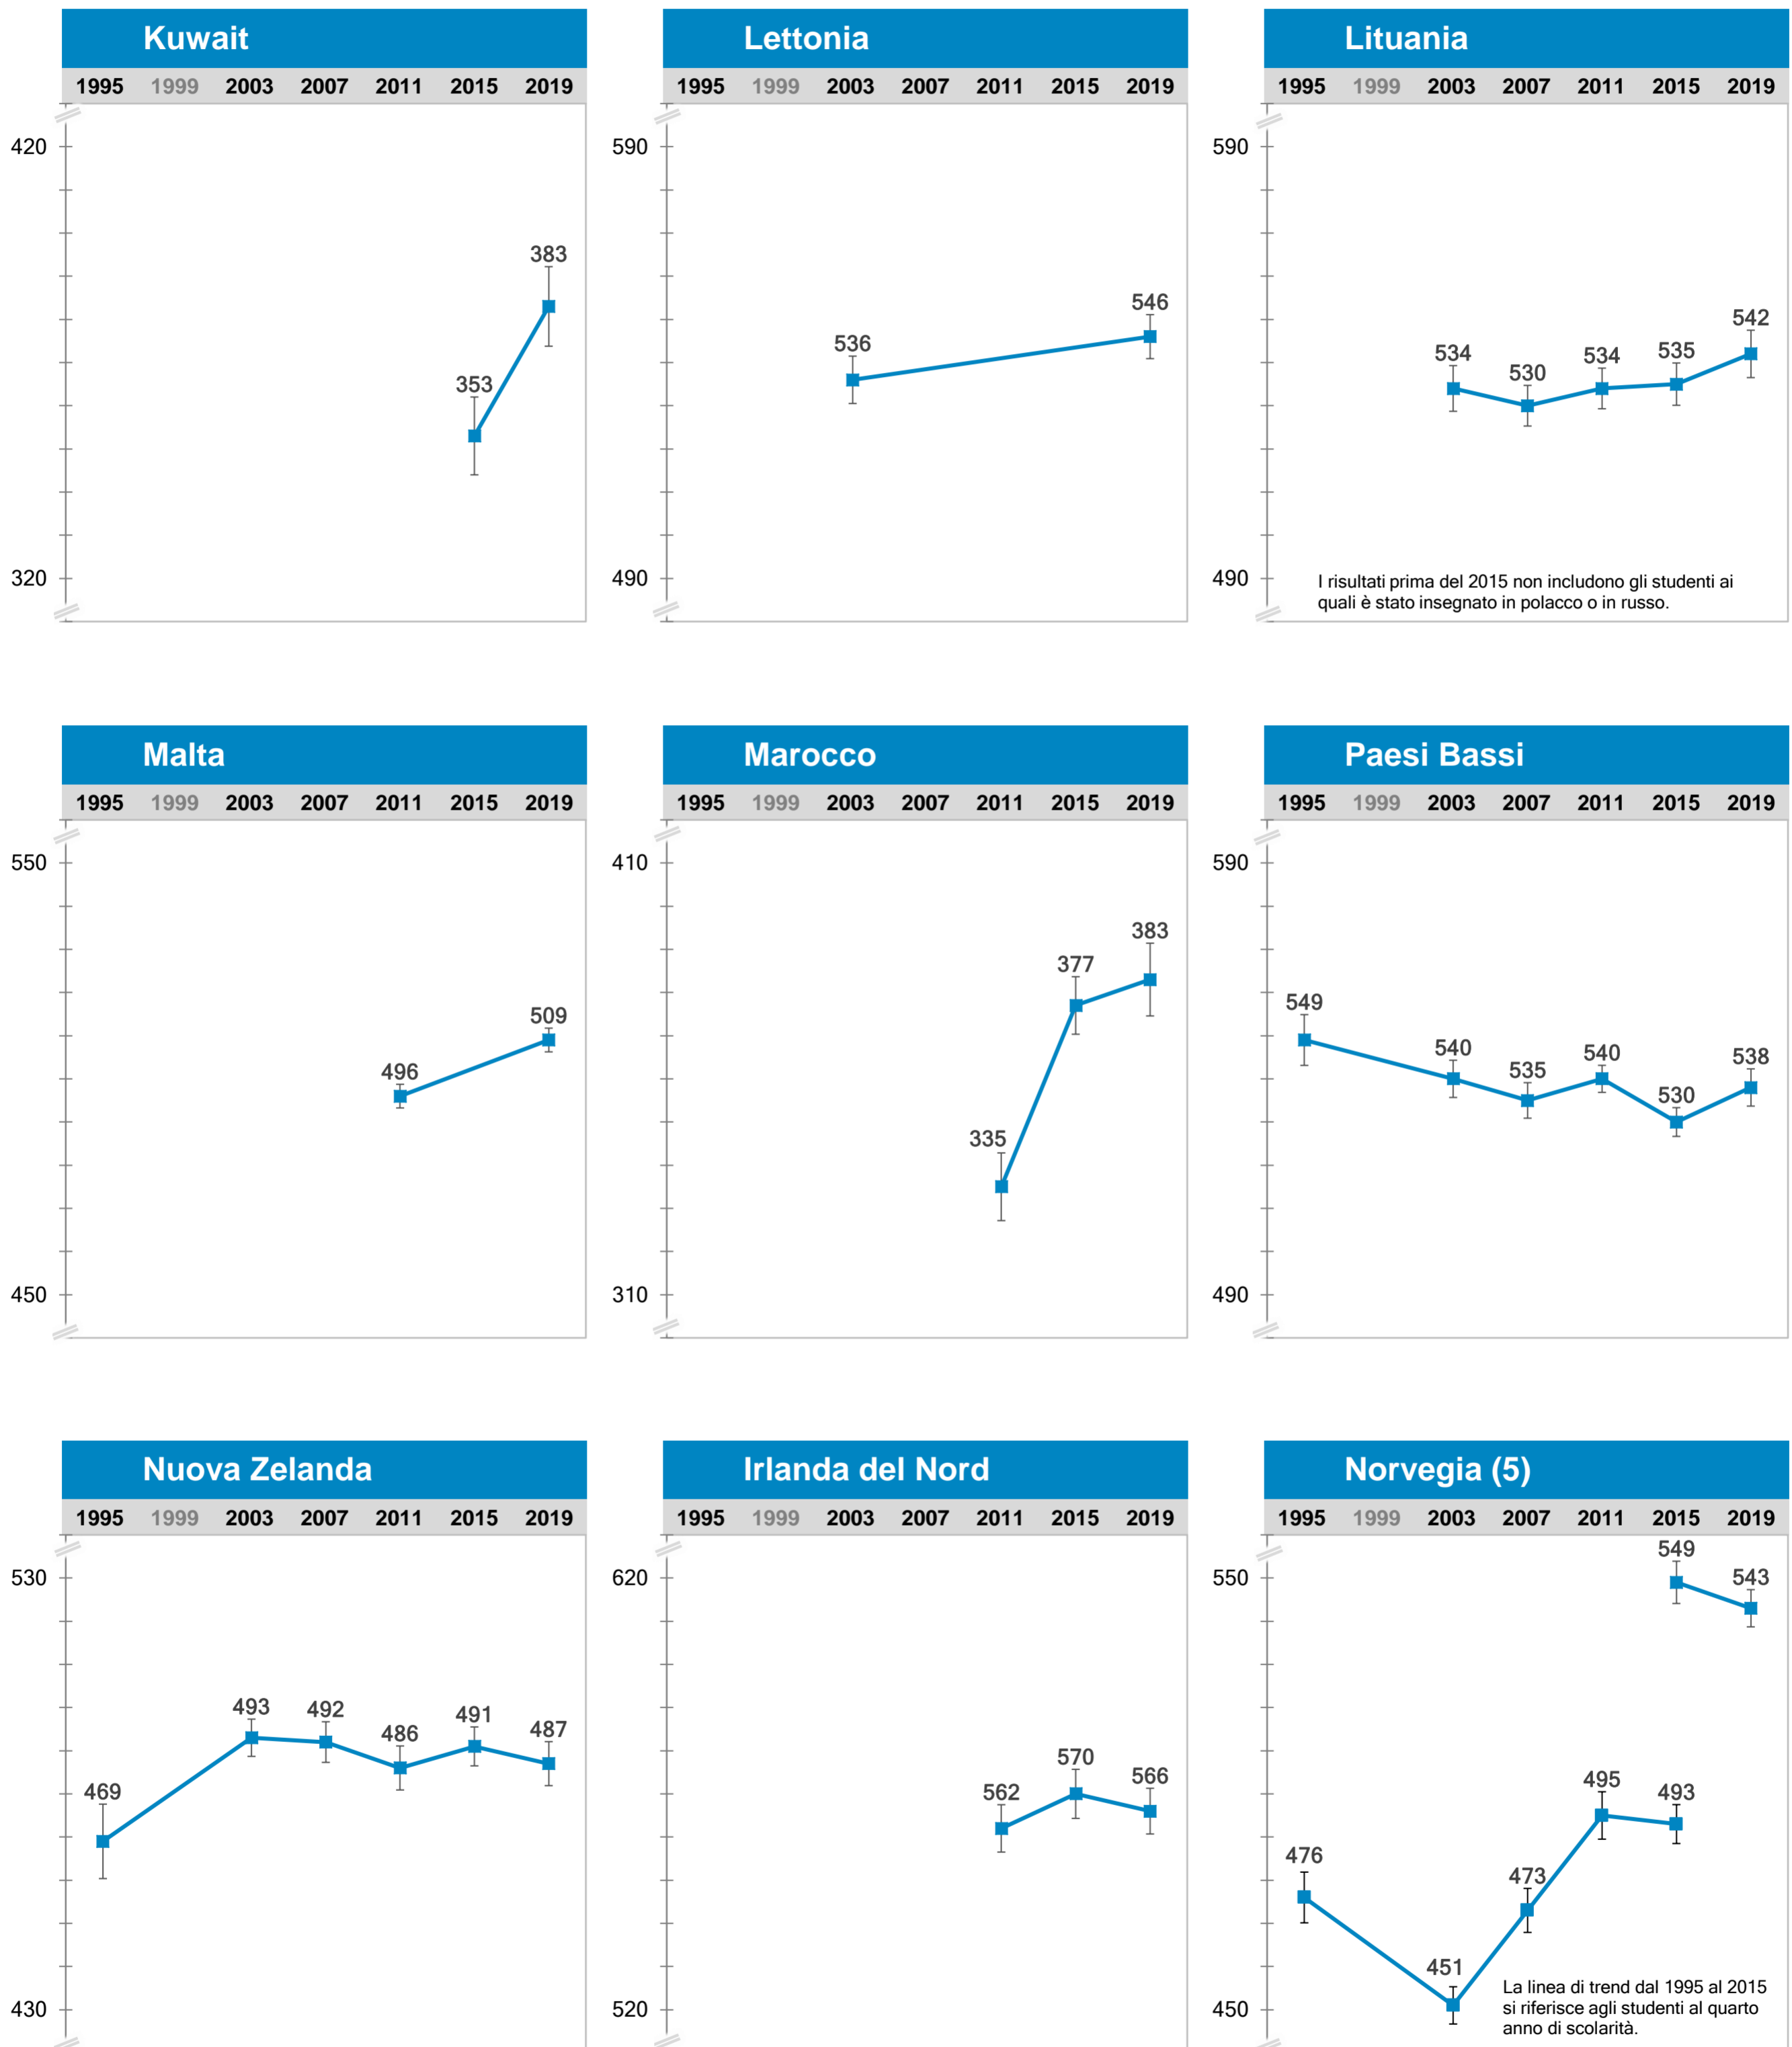 Kuwait Lettonia Lituania
1995 1999 2003 2007 2011 2015 2019 1995 1999 2003 2007 2011 2015 2019 1995 1999 2003 2007 2011 2015 2019
420 590 590
383
546
542
536
534 530 534 535
353
320 490 490
I risultati prima del 2015 non includono gli studenti ai
quali è stato insegnato in polacco o in russo.
Malta Marocco Paesi Bassi
1995 1999 2003 2007 2011 2015 2019 1995 1999 2003 2007 2011 2015 2019 1995 1999 2003 2007 2011 2015 2019
550 410 590
496 509
335 377 383
549 540 535 540 530 538
450 310 490
Nuova Zelanda Irlanda del Nord Norvegia (5)
1995 1999 2003 2007 2011 2015 2019 1995 1999 2003 2007 2011 2015 2019 1995 1999 2003 2007 2011 2015 2019
530 620 550
549 543
469 493 492 486 491 487
562 570 566
476 451 473 495 493
430 520 450
La linea di trend dal 1995 al 2015
si riferisce agli studenti al quarto
anno di scolarità.